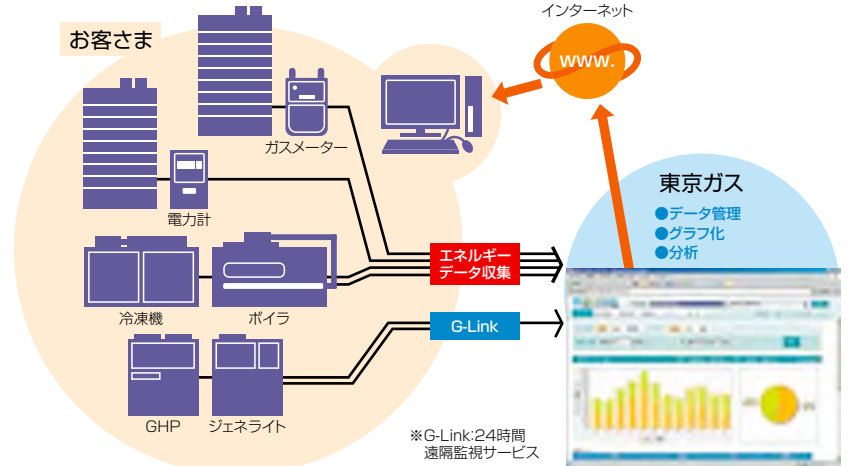 インターネット
お客さま
www.
ガスメーター
東京ガス
●データ管理
●グラフ化
●分析
電力計
エネルギー
データ収集
冷凍機
ボイラ
G-Link
GHP
ジェネライト
※G-Link:24時間
遠隔監視サービス